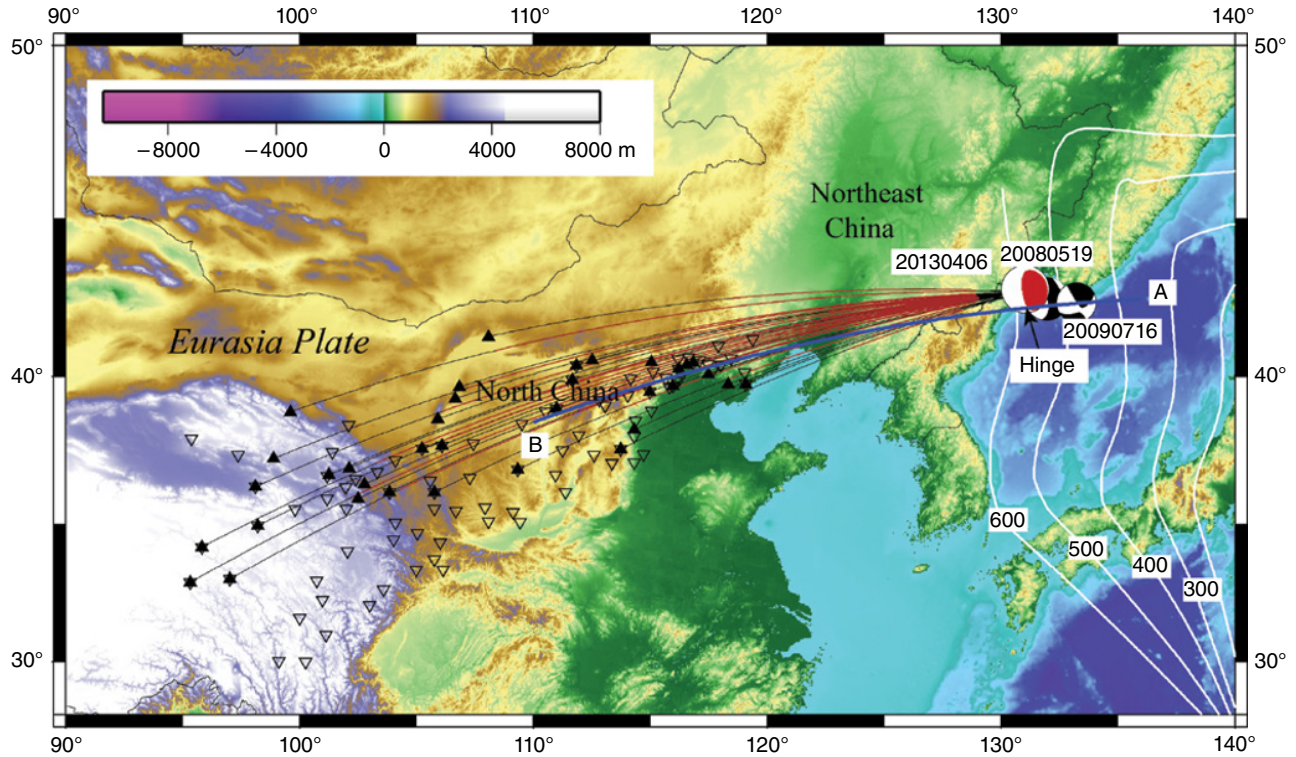 90° 100° 110° 120° 130° 140°
50° 50°
−8000 −4000 0 4000 8000 m
Northeast
China
20130406 20080519
A
20090716
Eurasia Plate
Hinge
40° 40°
North China
B
600
500
400
300
30° 30°
90° 100° 110° 120° 130° 140°